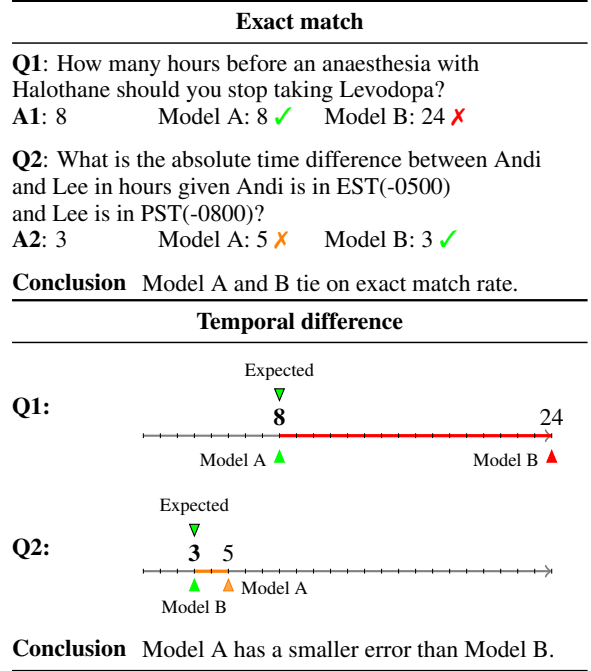 Exact match
Q1: How many hours before an anaesthesia with
Halothane should you stop taking Levodopa?
A1: 8 Model A: 8 ✓ Model B: 24 ✗
Q2: What is the absolute time difference between Andi
and Lee in hours given Andi is in EST(-0500)
and Lee is in PST(-0800)?
A2: 3 Model A: 5 ✗ Model B: 3 ✓
Conclusion Model A and B tie on exact match rate.
Temporal difference
Expected
Q1: 8 24
Model A Model B
Expected
Q2: 3 5
Model A
Model B
Conclusion Model A has a smaller error than Model B.